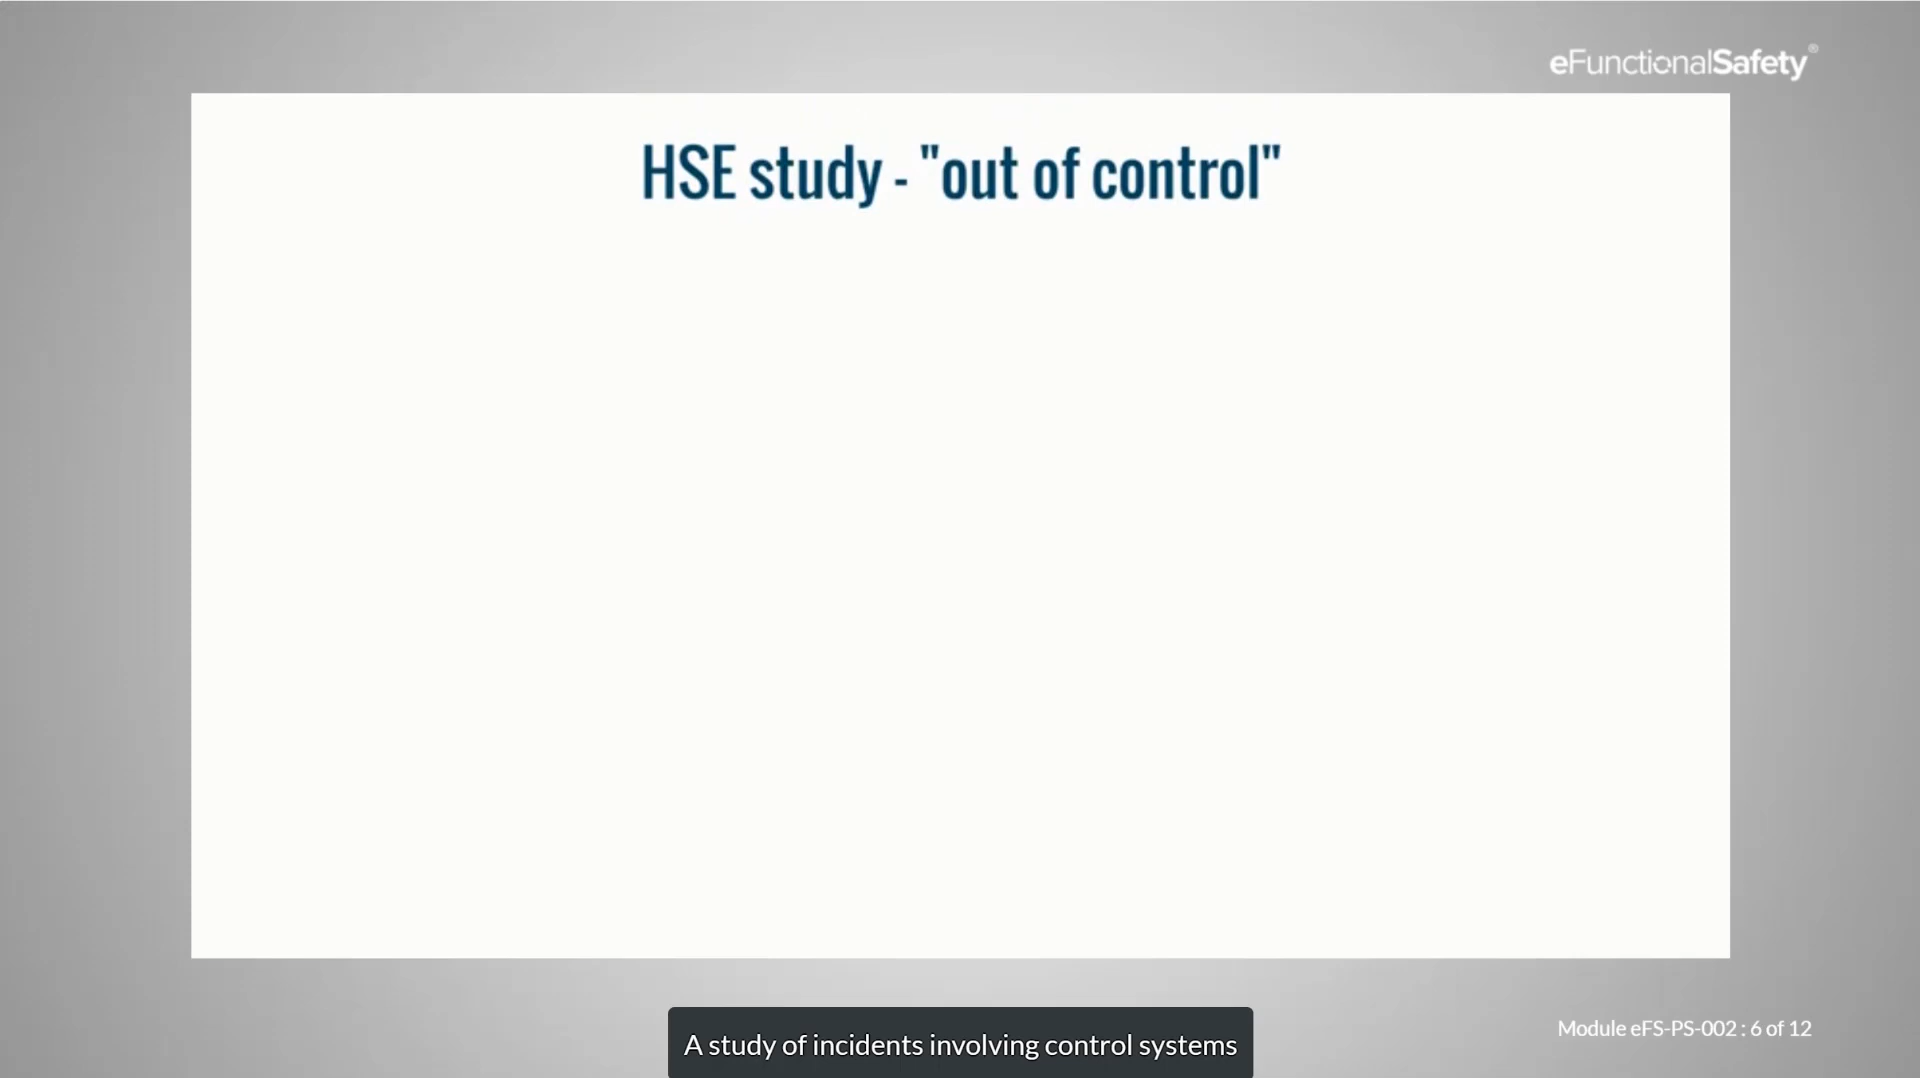 eFunctionalSafety®
HSE study - "out of control"
A study of incidents involving control systems
Module eFS-PS-002 : 6 of 12